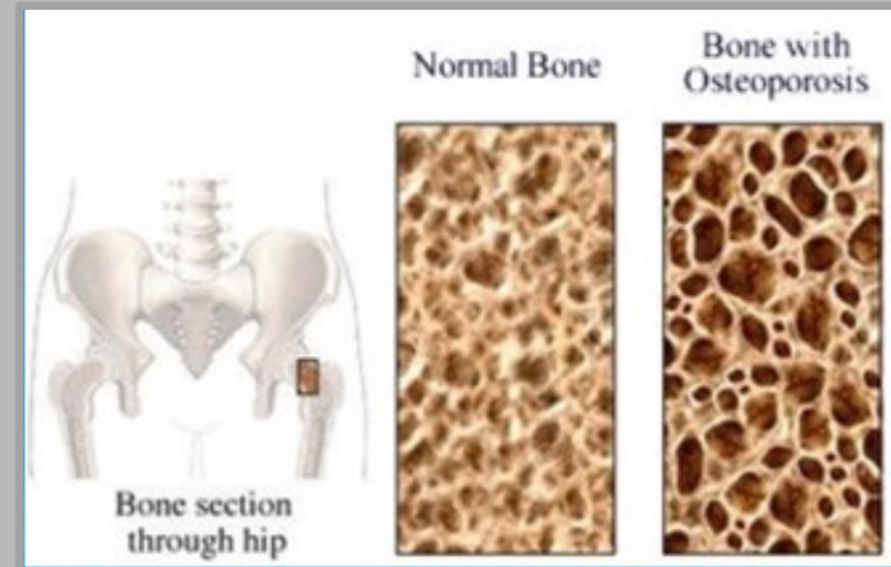 Normal Bone
Bone with
Osteoporosis
Bone section
through hip